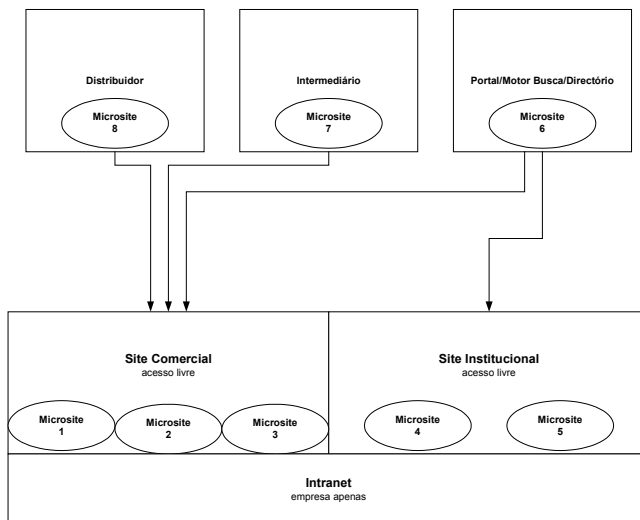 Distribuidor
Microsite
8
Intermediário
Microsite
7
Portal/Motor Busca/Directório
Microsite
6
Site Comercial
acesso livre
Microsite
1
Microsite
2
Microsite
3
Site Institucional
acesso livre
Microsite
4
Microsite
5
Intranet
empresa apenas